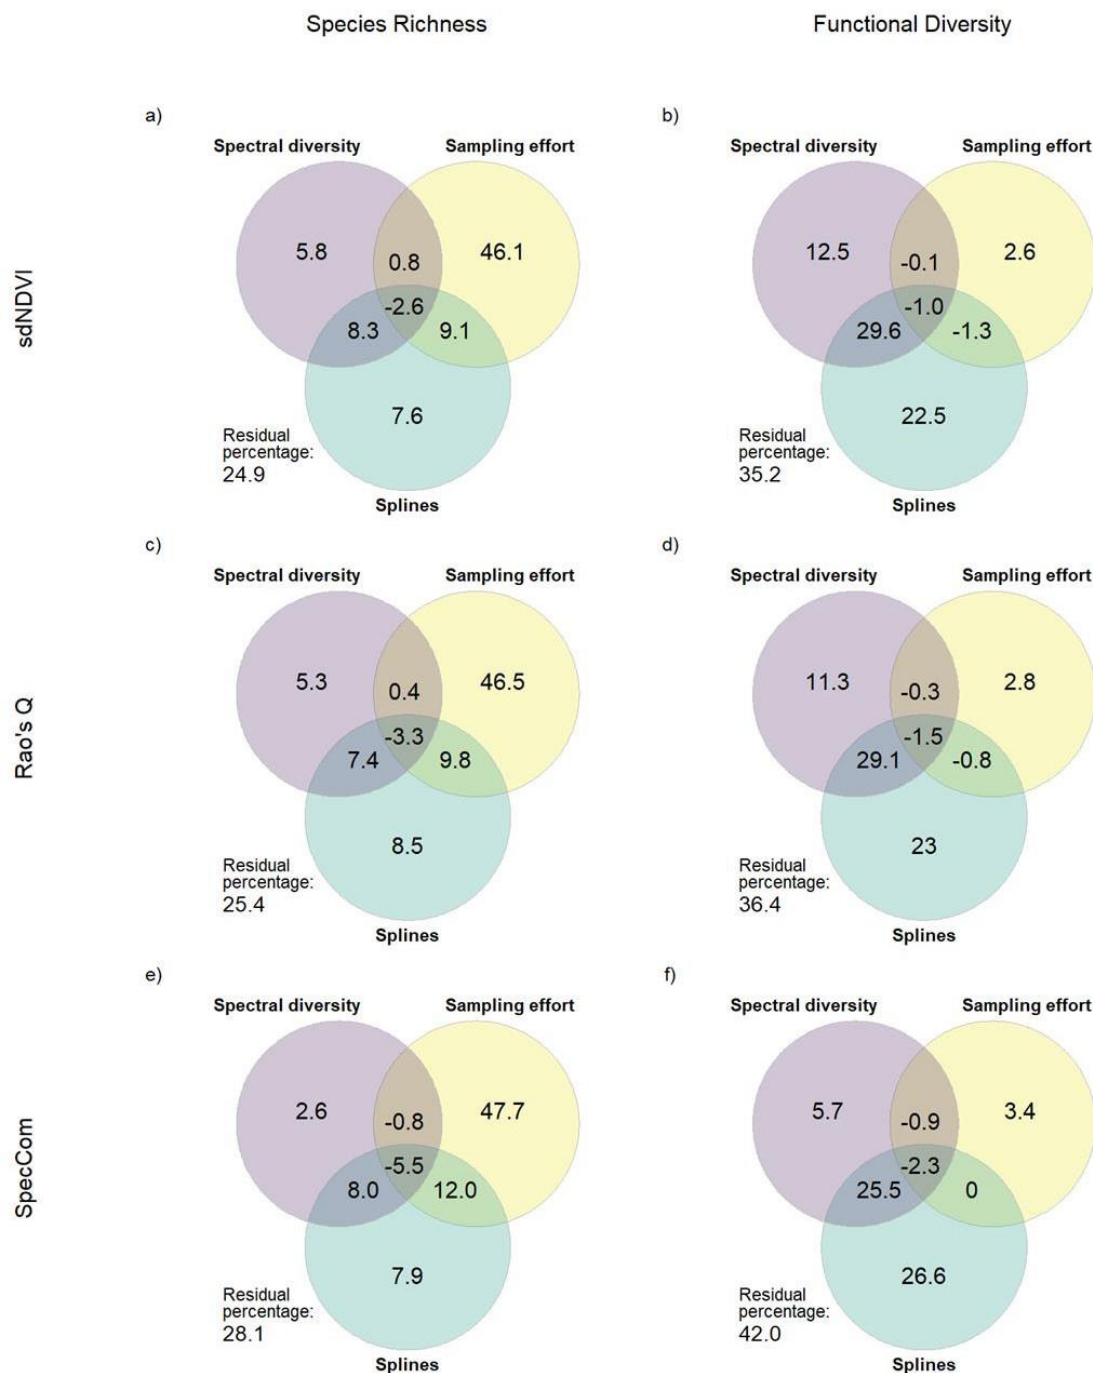 Species Richness
Functional Diversity
sdNDVI
a)
Spectral diversity
Sampling effort
5.8
0.8
46.1
-2.6
8.3
9.1
7.6
Residual
percentage:
24.9
Splines
b)
Spectral diversity
Sampling effort
12.5
-0.1
2.6
-1.0
29.6
-1.3
22.5
Residual
percentage:
35.2
Splines
Rao's Q
c)
Spectral diversity
Sampling effort
5.3
0.4
46.5
-3.3
7.4
9.8
8.5
Residual
percentage:
25.4
Splines
d)
Spectral diversity
Sampling effort
11.3
-0.3
2.8
-1.5
29.1
-0.8
23
Residual
percentage:
36.4
Splines
SpecCom
e)
Spectral diversity
Sampling effort
2.6
-0.8
47.7
-5.5
8.0
12.0
7.9
Residual
percentage:
28.1
Splines
f)
Spectral diversity
Sampling effort
5.7
-0.9
3.4
-2.3
25.5
0
26.6
Residual
percentage:
42.0
Splines